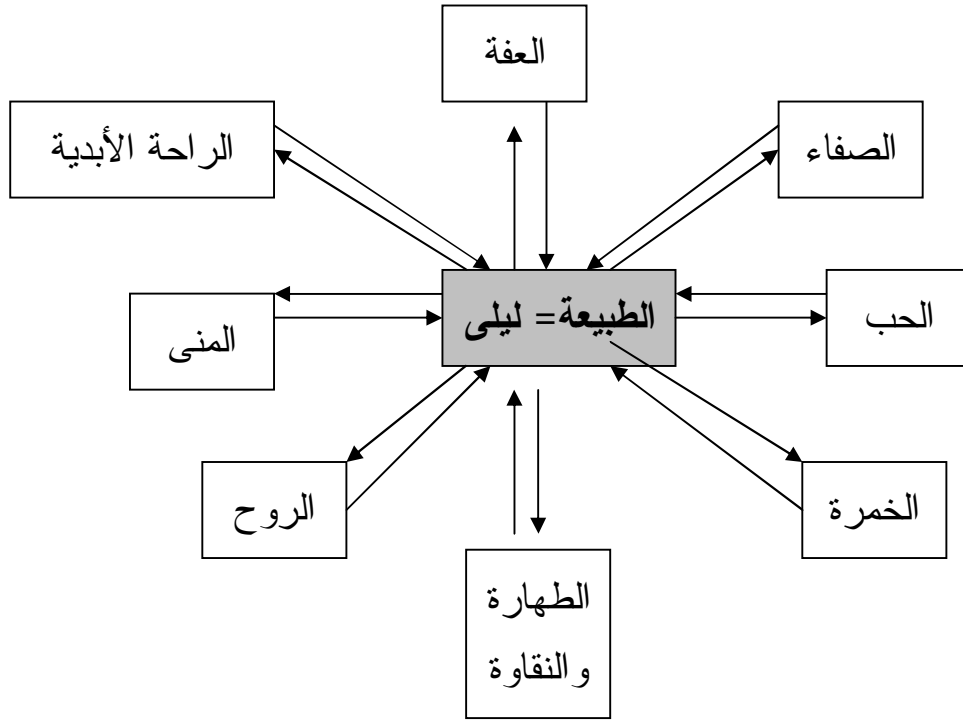 العفة
الصفاء
الراحة الأبدية
الطبيعة= ليلى
الحب
المنى
الخمرة
الروح
الطهارة
والنقاوة